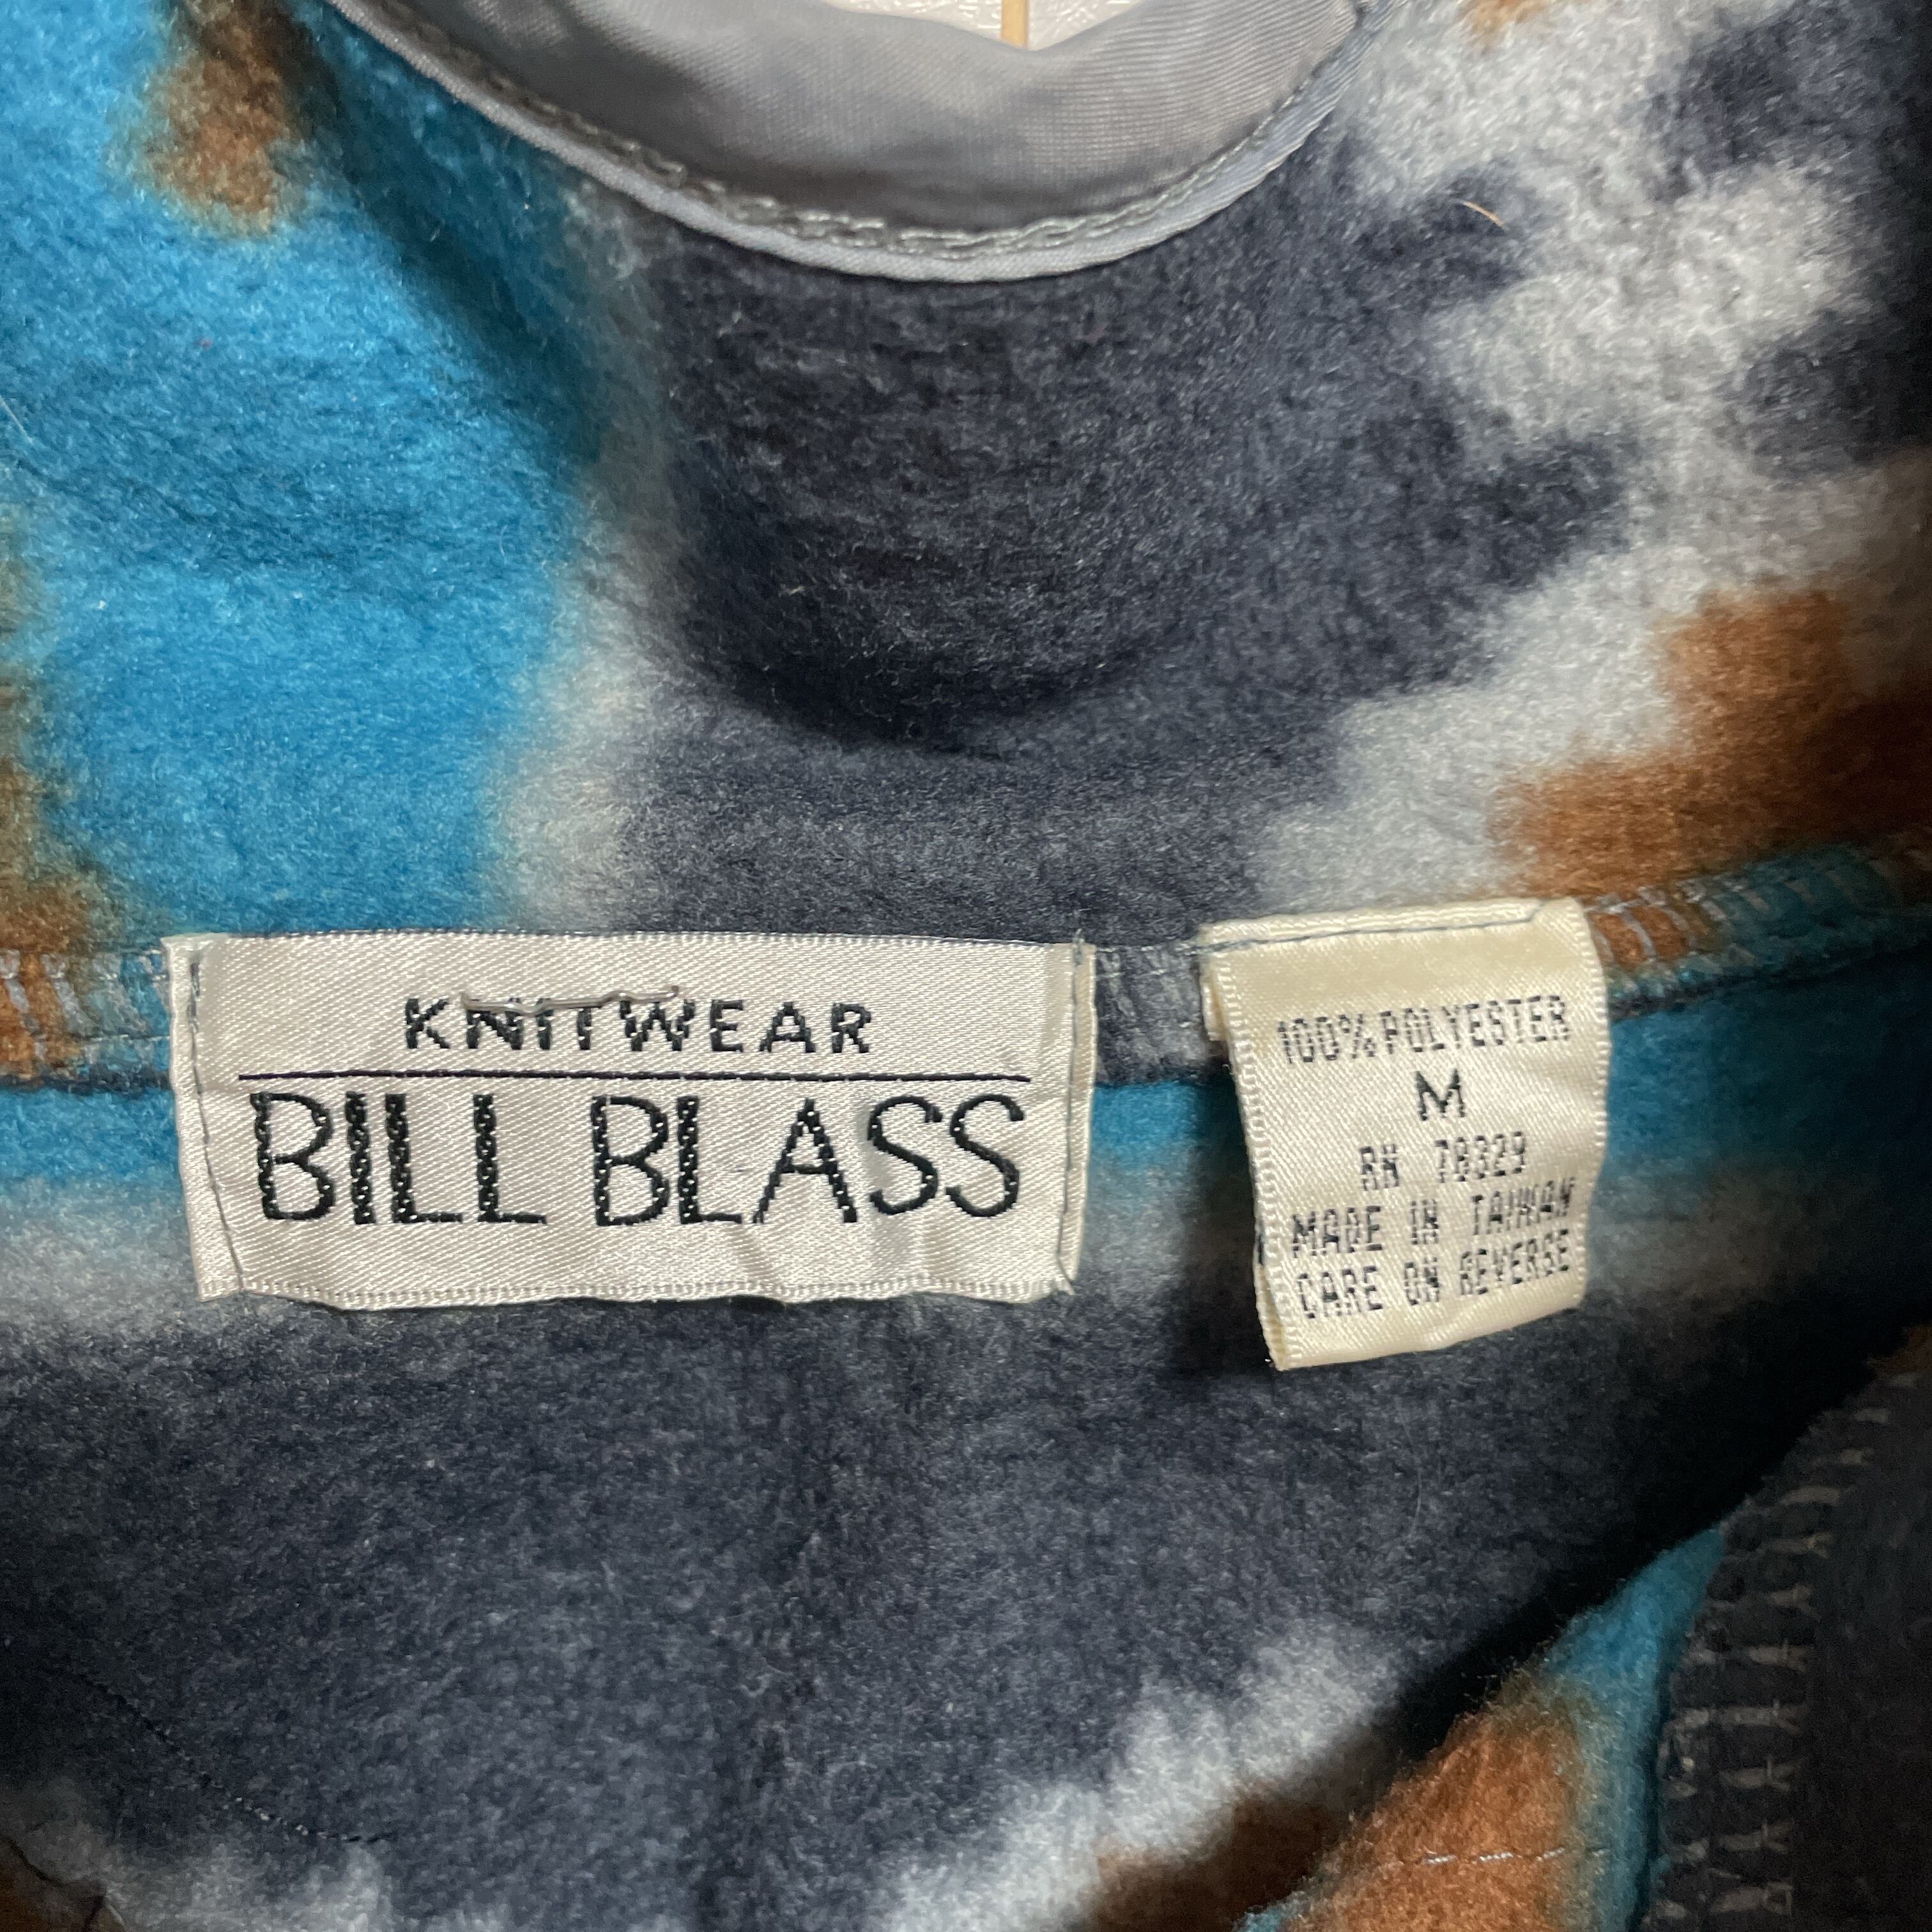 KNITWEAR
BILL BLASS
100% POLYESTER
M
RN 78329
MADE IN TAIWAN
CARE ON REVERSE